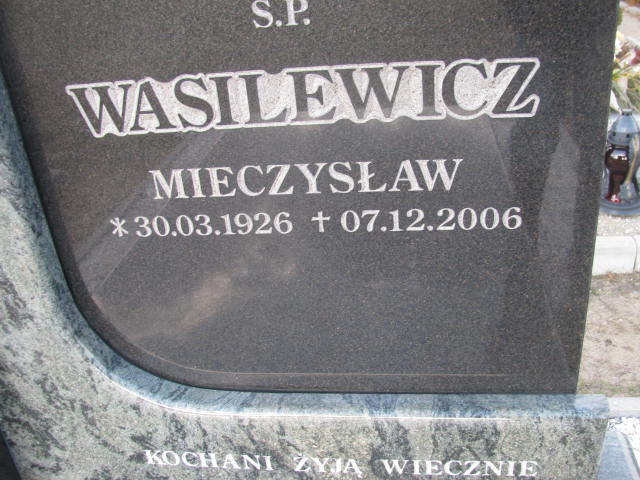 Ś.P.
WASILEWICZ
MIECZYSŁAW
* 30.03.1926 † 07.12.2006
KOCHANI ŻYJĄ WIECZNIE